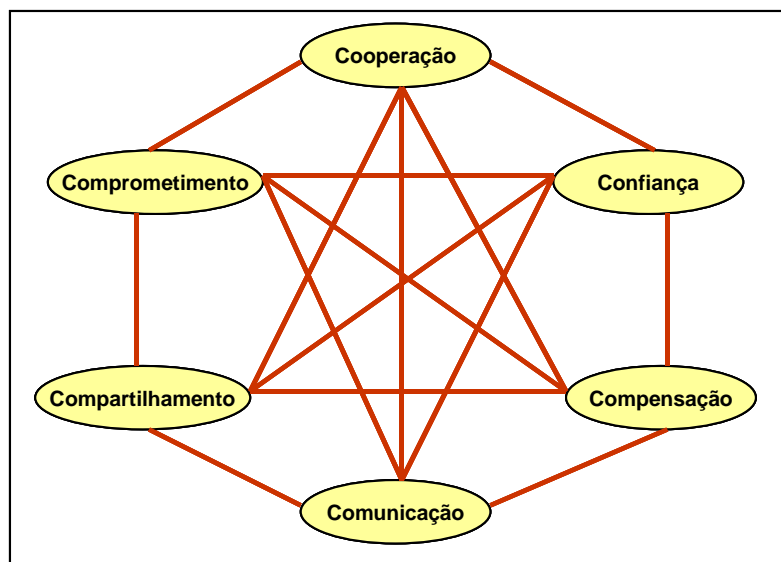 Cooperação
Comprometimento
Confiança
Compartilhamento
Compensação
Comunicação